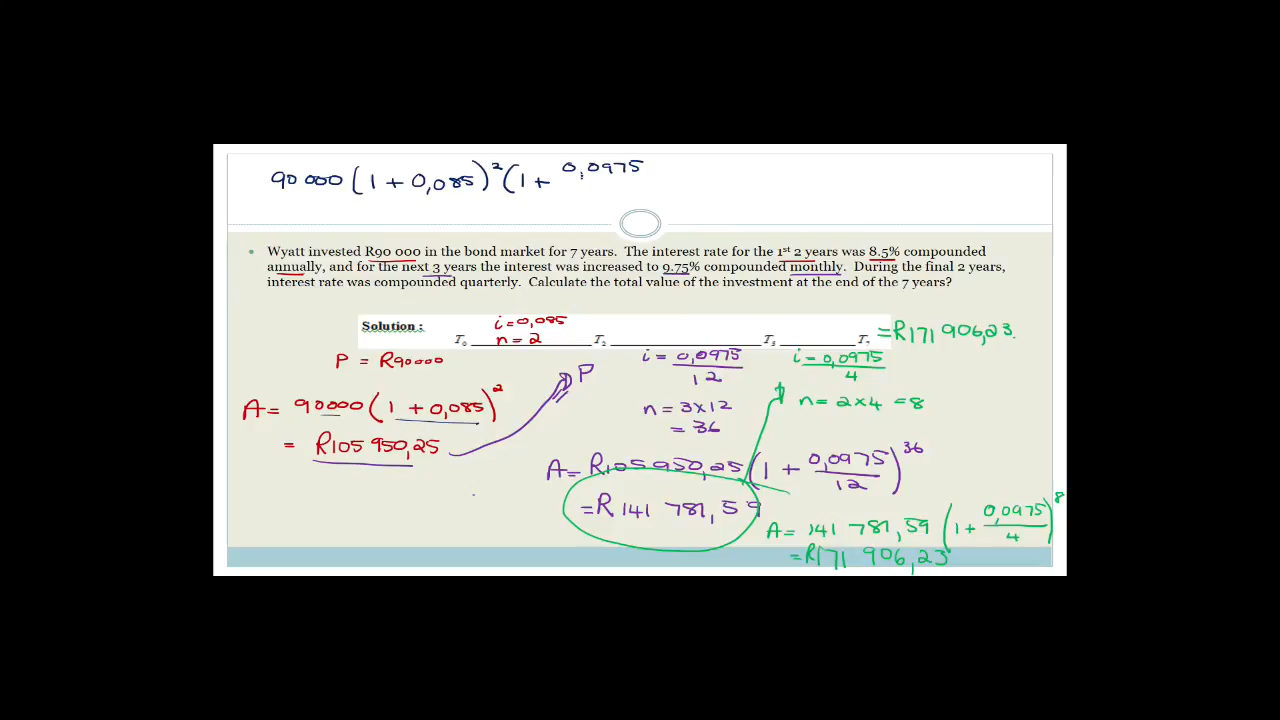 90 000 (1 + 0,085)² (1 + 0,0975
Wyatt invested R90 000 in the bond market for 7 years. The interest rate for the 1st 2 years was 8.5% compounded
annually, and for the next 3 years the interest was increased to 9.75% compounded monthly. During the final 2 years,
interest rate was compounded quarterly. Calculate the total value of the investment at the end of the 7 years?
Solution :
i = 0,085
n = 2
T0 T2 T5 T7
= R171 906,23.
P = R90000
A = 90000 (1 + 0,085)²
= R105 950,25
P
i = 0,0975
12
n = 3x12
= 36
A = R105 950,25 (1 + 0,0975/12)^36
= R 141 781,59
i = 0,0975
4
n = 2x4 = 8
A = 141 781,59 (1 + 0,0975/4)^8
= R171 906,23